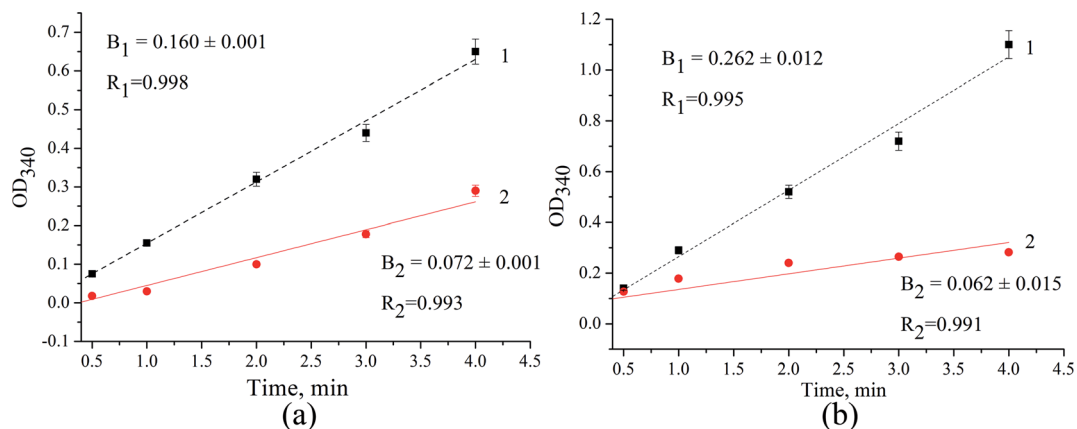 0.7
0.6
0.5
0.4
0.3
0.2
0.1
0.0
-0.1
OD340
B1 = 0.160 ± 0.001
R1=0.998
1
2
B2 = 0.072 ± 0.001
R2=0.993
0.5 1.0 1.5 2.0 2.5 3.0 3.5 4.0 4.5
Time, min
(a)
1.2
1.0
0.8
0.6
0.4
0.2
0.0
OD340
B1 = 0.262 ± 0.012
R1=0.995
1
2
B2 = 0.062 ± 0.015
R2=0.991
0.5 1.0 1.5 2.0 2.5 3.0 3.5 4.0 4.5
Time, min
(b)